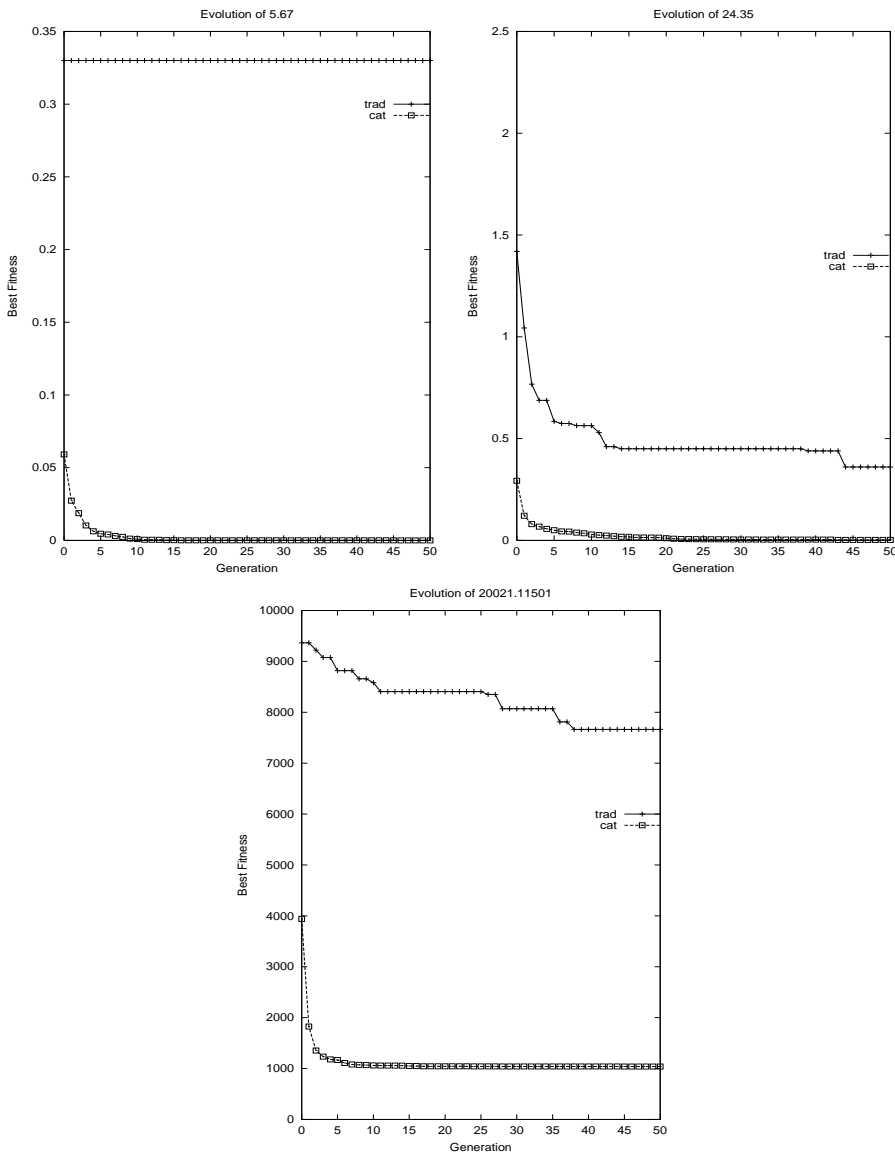 Evolution of 5.67
0.35
0.3
0.25
0.2
0.15
0.1
0.05
0
0 5 10 15 20 25 30 35 40 45 50
Best Fitness
Generation
trad
cat
Evolution of 24.35
2.5
2
1.5
1
0.5
0
0 5 10 15 20 25 30 35 40 45 50
Best Fitness
Generation
trad
cat
Evolution of 20021.11501
10000
9000
8000
7000
6000
5000
4000
3000
2000
1000
0
0 5 10 15 20 25 30 35 40 45 50
Best Fitness
Generation
trad
cat